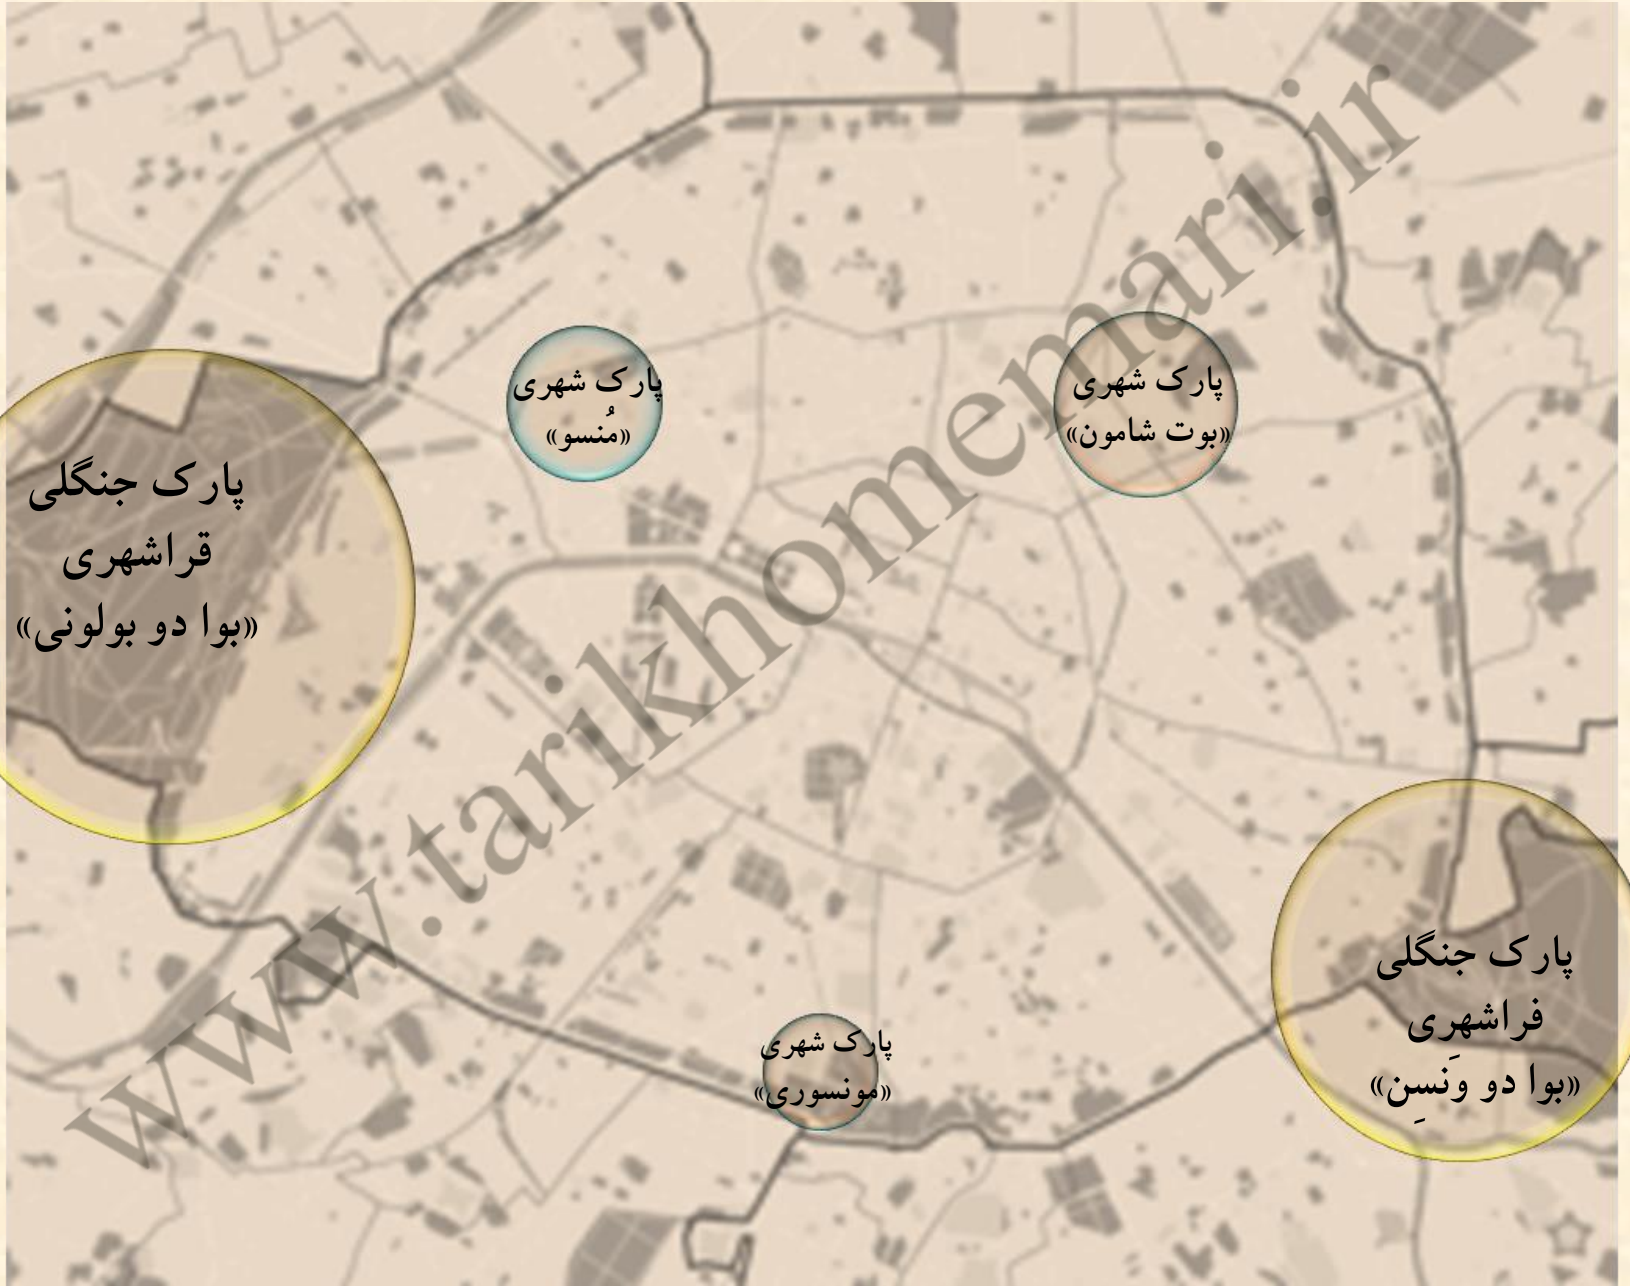 پارک شهری
«مُنسو»
پارک شهری
«بوت شامون»
پارک جنگلی
قراشهری
«بوا دو بولونی»
پارک جنگلی
فراشهری
«بوا دو وَنسِن»
پارک شهری
«مونسوری»
www.tarikhomemari.ir